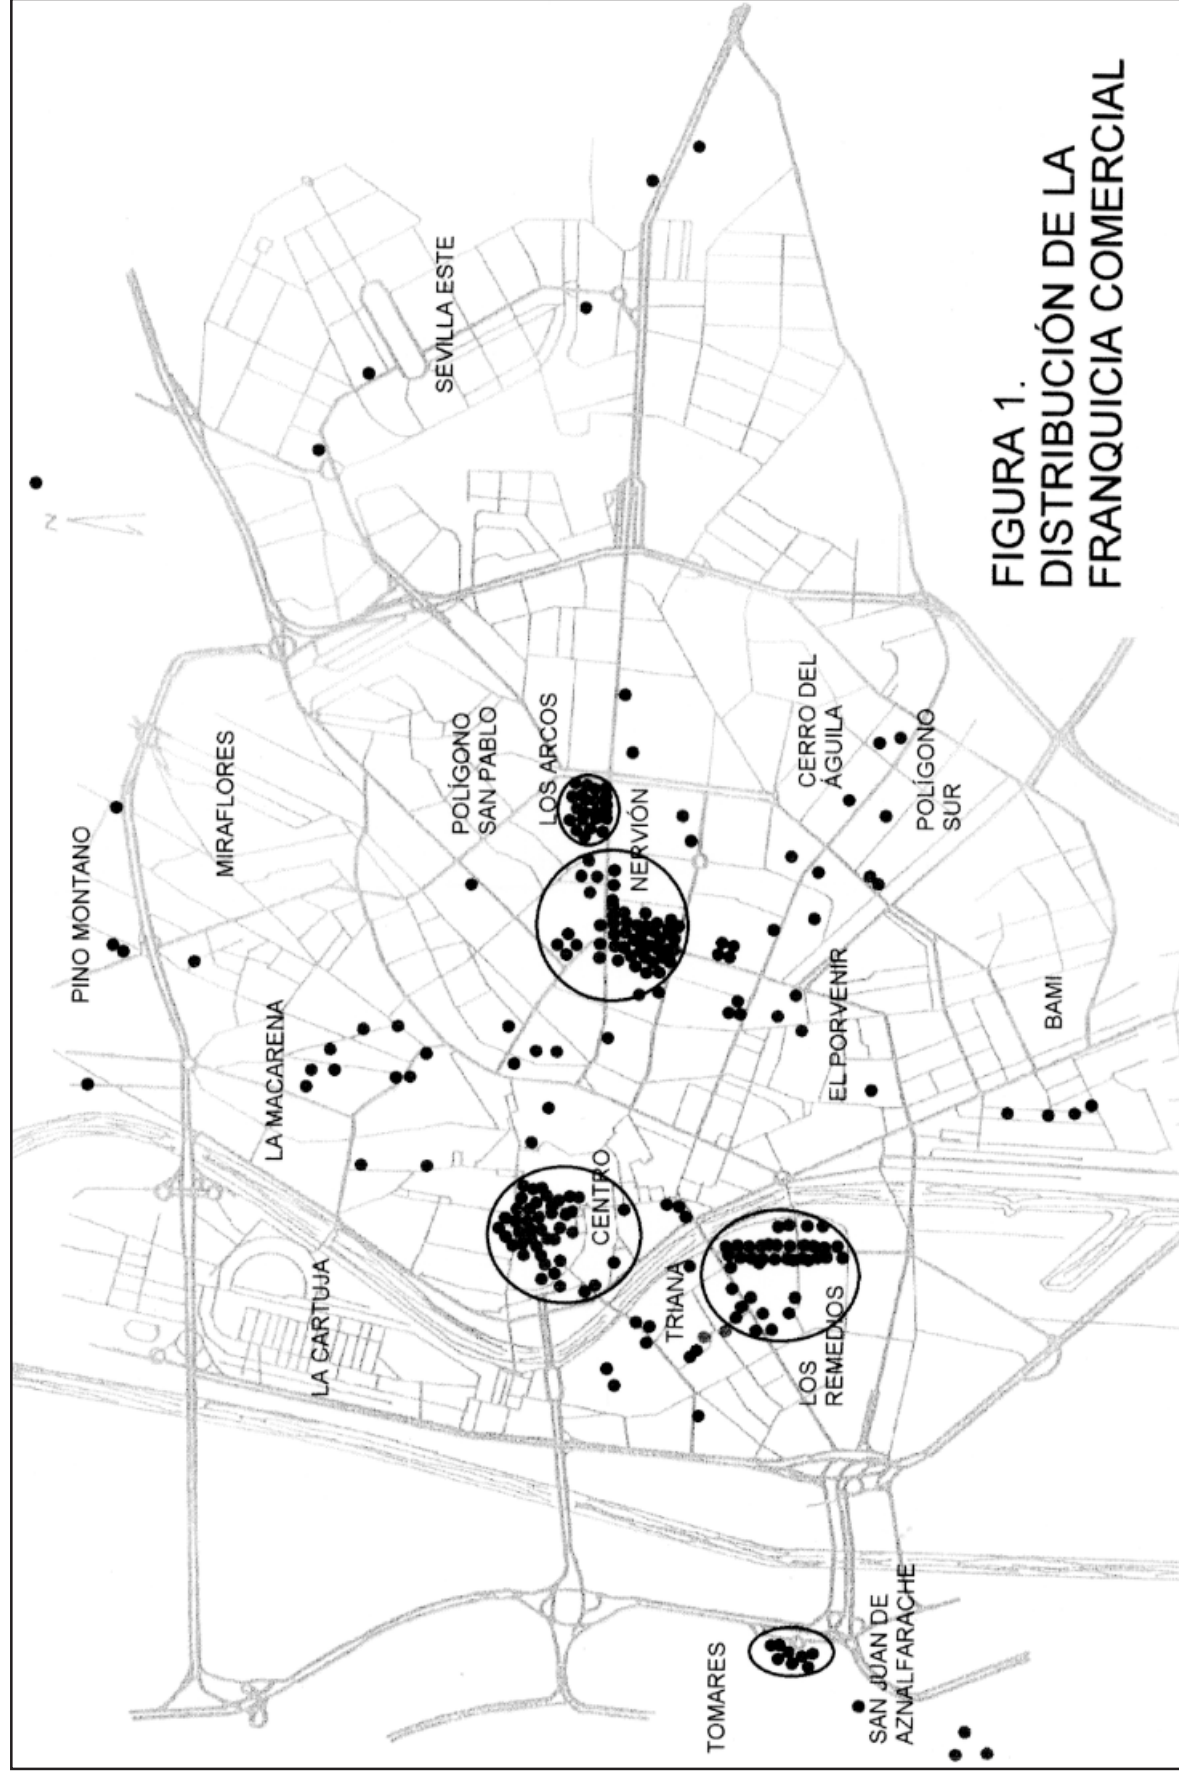 FIGURA 1.
DISTRIBUCIÓN DE LA
FRANQUICIA COMERCIAL
N
PINO MONTANO
MIRAFLORES
LA MACARENA
LA CARTUJA
SEVILLA ESTE
POLÍGONO
SAN PABLO
LOS ARCOS
NERVIÓN
CENTRO
TRIANA
LOS
REMEDIOS
EL PORVENIR
CERRO DEL
ÁGUILA
POLÍGONO
SUR
BAMI
TOMARES
SAN JUAN DE
AZNALFARACHE